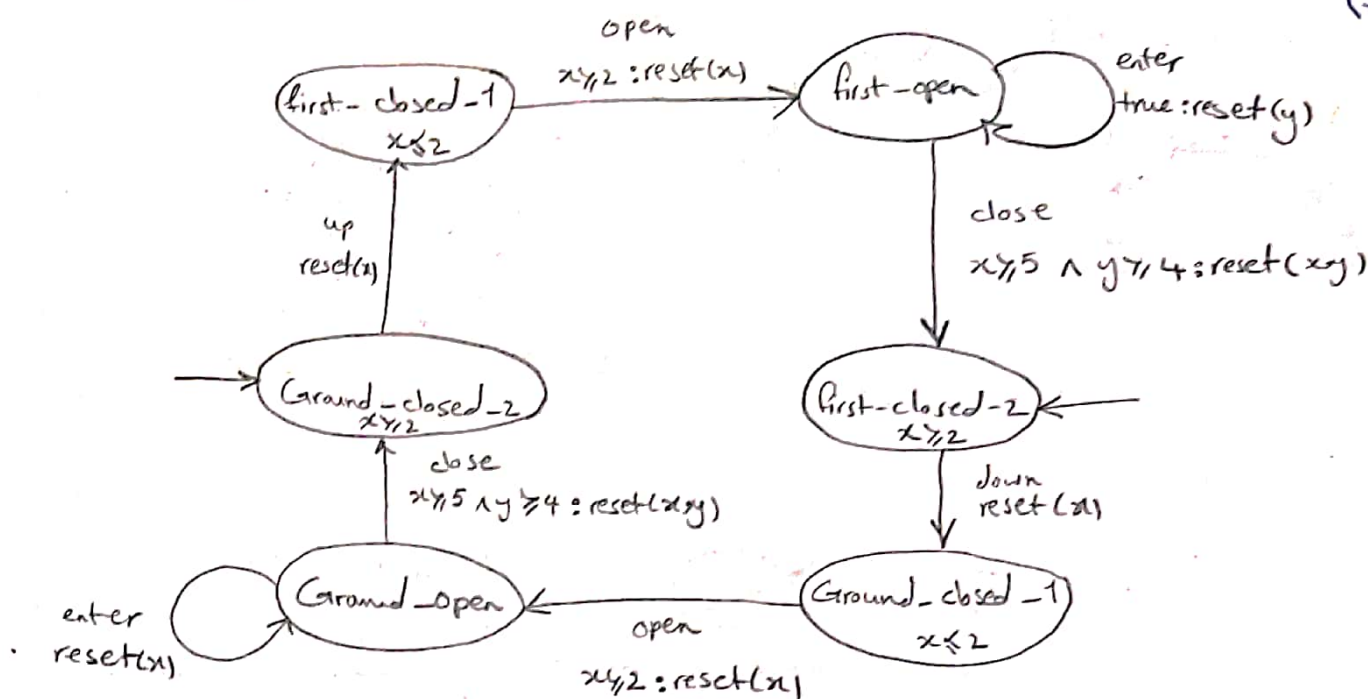 open
x⩾2 : reset(x)
first-closed-1
x⩽2
first-open
enter
true : reset(y)
up
reset(x)
close
x⩾5 ∧ y⩾4 : reset(x,y)
Ground-closed-2
x⩾2
first-closed-2
x⩾2
close
x⩾5 ∧ y⩾4 : reset(x,y)
down
reset(x)
Ground-open
Ground-closed-1
x⩽2
enter
reset(x)
open
x⩾2 : reset(x)